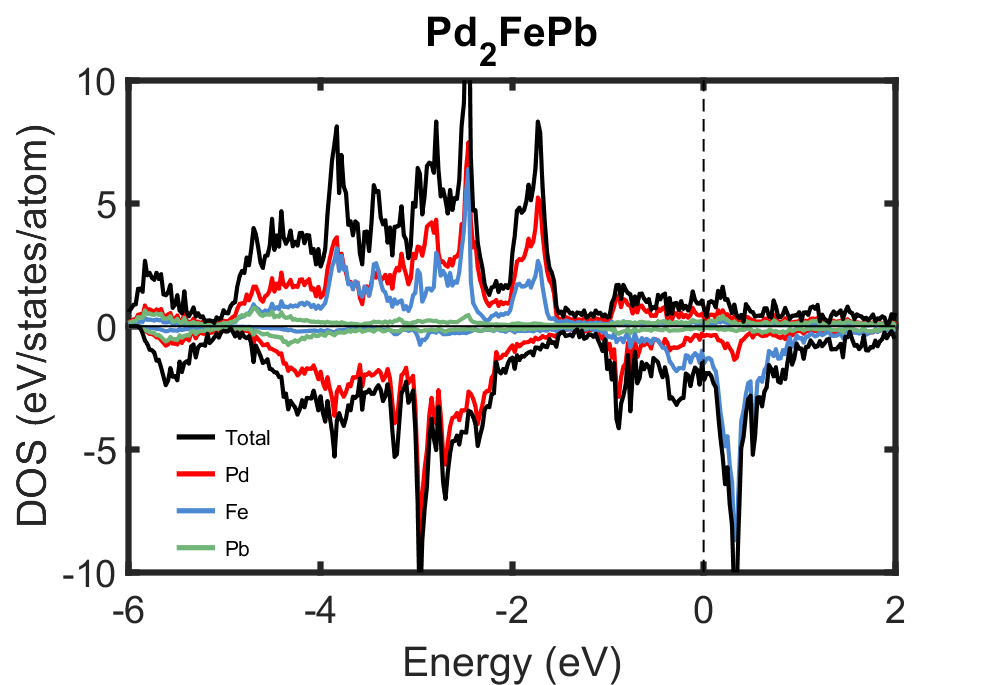 Pd₂FePb
10
5
0
-5
-10
DOS (eV/states/atom)
Total
Pd
Fe
Pb
-6 -4 -2 0 2
Energy (eV)